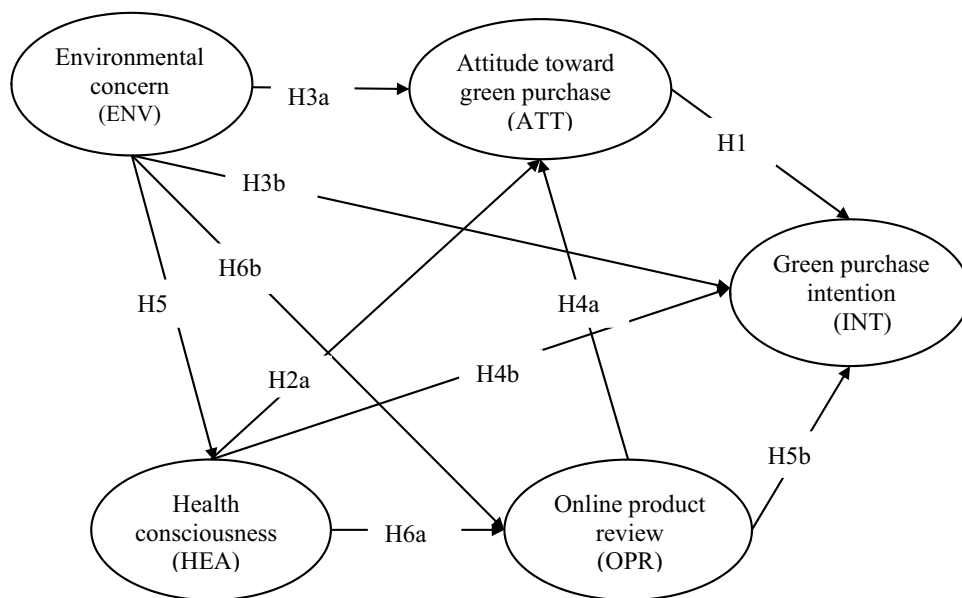 Environmental
concern
(ENV)
H3a
Attitude toward
green purchase
(ATT)
H1
H3b
H6b
Green purchase
intention
(INT)
H5
H4a
H2a
H4b
H5b
Health
consciousness
(HEA)
H6a
Online product
review
(OPR)